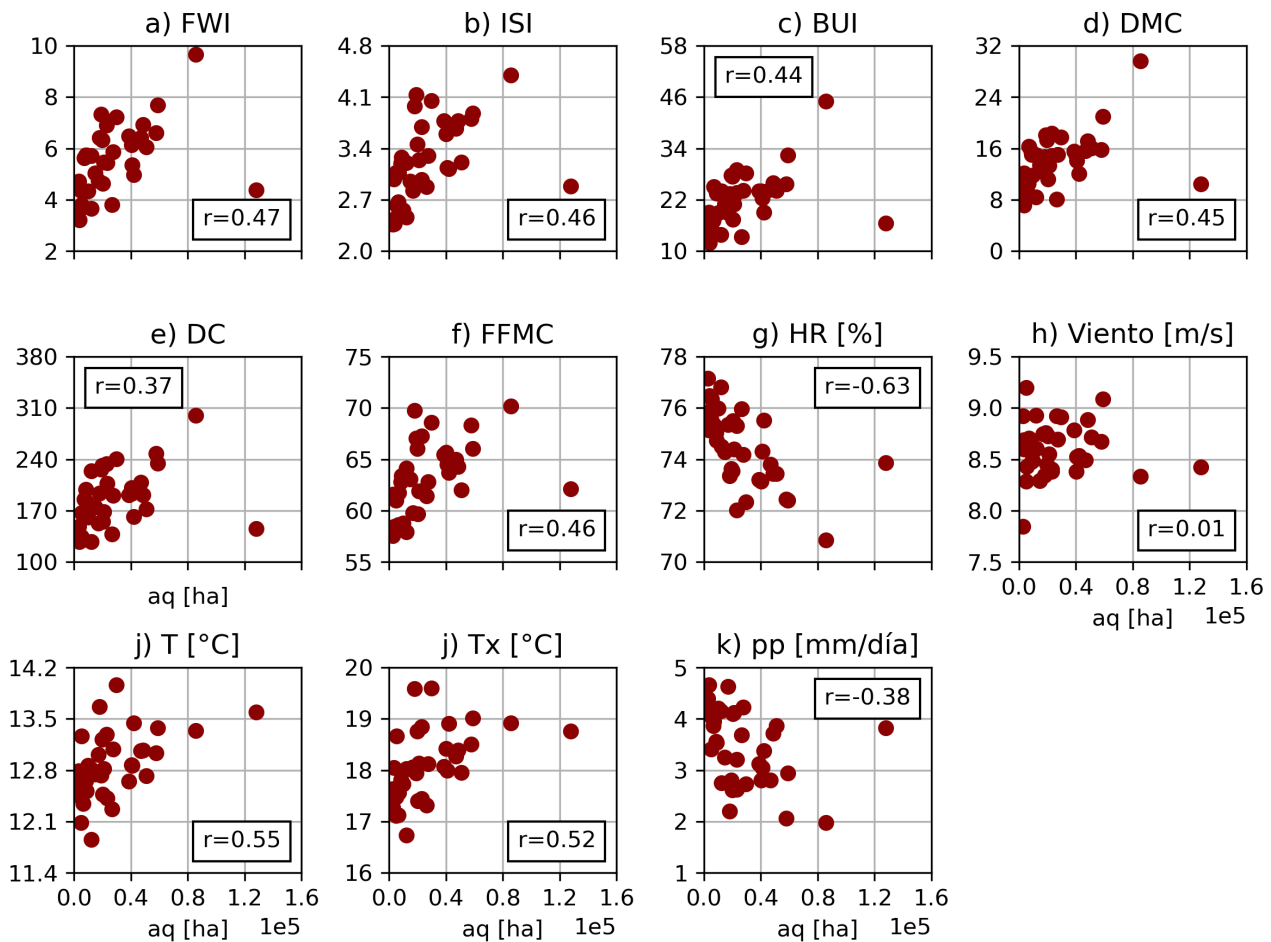 a) FWI
b) ISI
c) BUI
d) DMC
10
8
6
4
2
r=0.47
4.8
4.1
3.4
2.7
2.0
r=0.46
58
46
34
22
10
r=0.44
32
24
16
8
0
r=0.45
e) DC
f) FFMC
g) HR [%]
h) Viento [m/s]
380
310
240
170
100
r=0.37
aq [ha]
75
70
65
60
55
r=0.46
78
76
74
72
70
r=-0.63
9.5
9.0
8.5
8.0
7.5
r=0.01
0.0 0.4 0.8 1.2 1.6
aq [ha] 1e5
j) T [°C]
j) Tx [°C]
k) pp [mm/día]
14.2
13.5
12.8
12.1
11.4
r=0.55
0.0 0.4 0.8 1.2 1.6
aq [ha] 1e5
20
19
18
17
16
r=0.52
0.0 0.4 0.8 1.2 1.6
aq [ha] 1e5
5
4
3
2
1
r=-0.38
0.0 0.4 0.8 1.2 1.6
aq [ha] 1e5